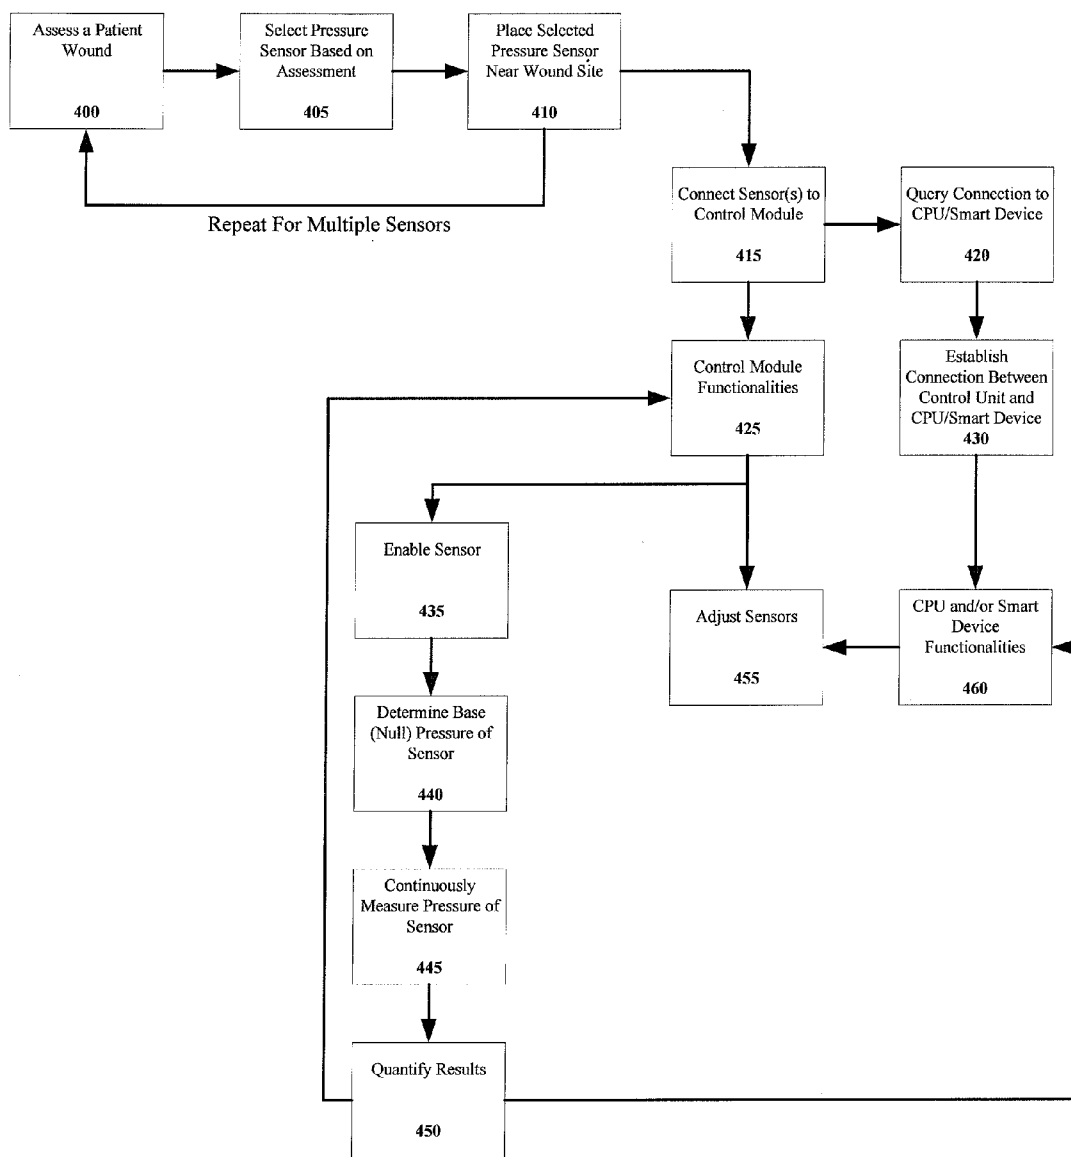 Assess a Patient
Wound
400
Select Pressure
Sensor Based on
Assessment
405
Place Selected
Pressure Sensor
Near Wound Site
410
Repeat For Multiple Sensors
Connect Sensor(s) to
Control Module
415
Query Connection to
CPU/Smart Device
420
Control Module
Functionalities
425
Establish
Connection Between
Control Unit and
CPU/Smart Device
430
Enable Sensor
435
Adjust Sensors
455
CPU and/or Smart
Device
Functionalities
460
Determine Base
(Null) Pressure of
Sensor
440
Continuously
Measure Pressure of
Sensor
445
Quantify Results
450